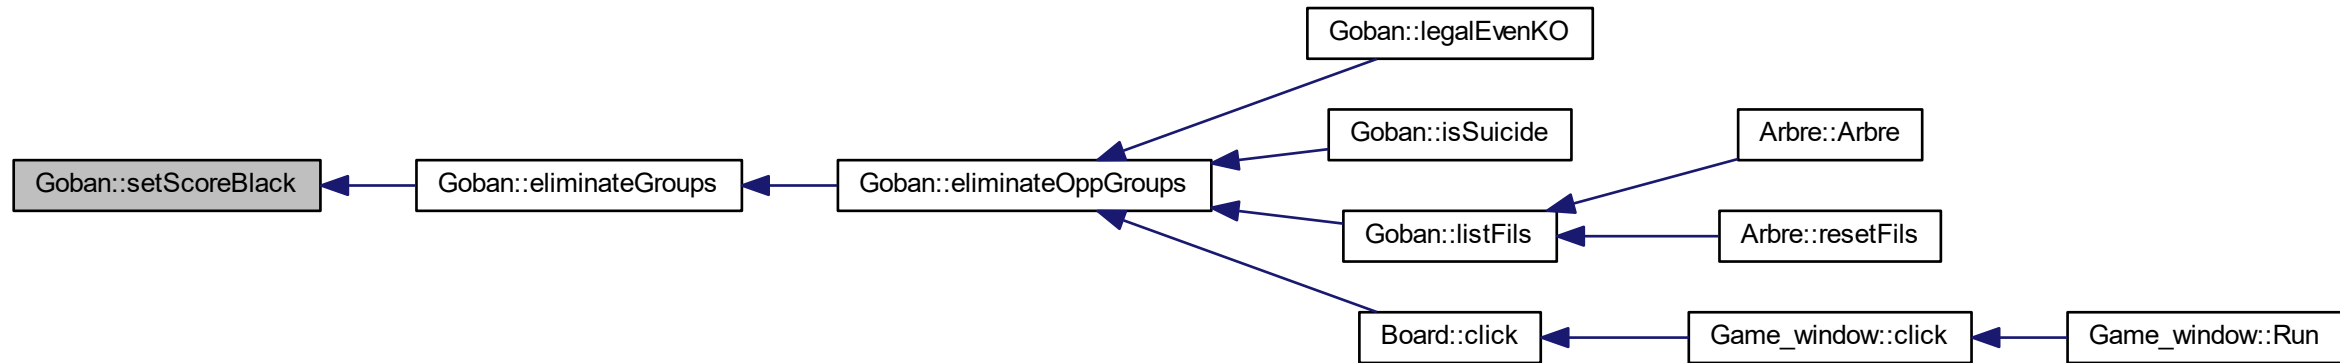 Goban::legalEvenKO
Goban::isSuicide
Arbre::Arbre
Goban::setScoreBlack
Goban::eliminateGroups
Goban::eliminateOppGroups
Goban::listFils
Arbre::resetFils
Board::click
Game_window::click
Game_window::Run